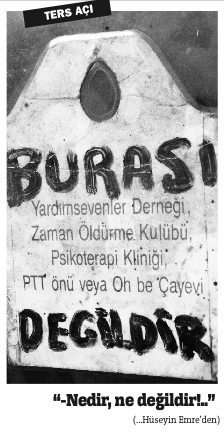 TERS AÇI
BURASI
Yardımsevenler Derneği,
Zaman Öldürme Kulübü,
Psikoterapi Kliniği,
PTT önü veya Oh be Çayevi
DEGİLDİR
“-Nedir, ne değildir!..”
(...Hüseyin Emre’den)